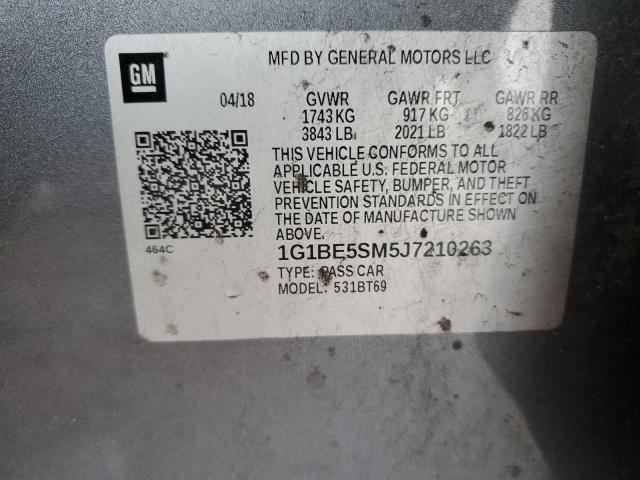 GM
MFD BY GENERAL MOTORS LLC
04/18 GVWR GAWR FRT GAWR RR
1743 KG 917 KG 826 KG
3843 LB 2021 LB 1822 LB
THIS VEHICLE CONFORMS TO ALL
APPLICABLE U.S. FEDERAL MOTOR
VEHICLE SAFETY, BUMPER, AND THEFT
PREVENTION STANDARDS IN EFFECT ON
THE DATE OF MANUFACTURE SHOWN
ABOVE.
464C
1G1BE5SM5J7210263
TYPE: PASS CAR
MODEL: 531BT69